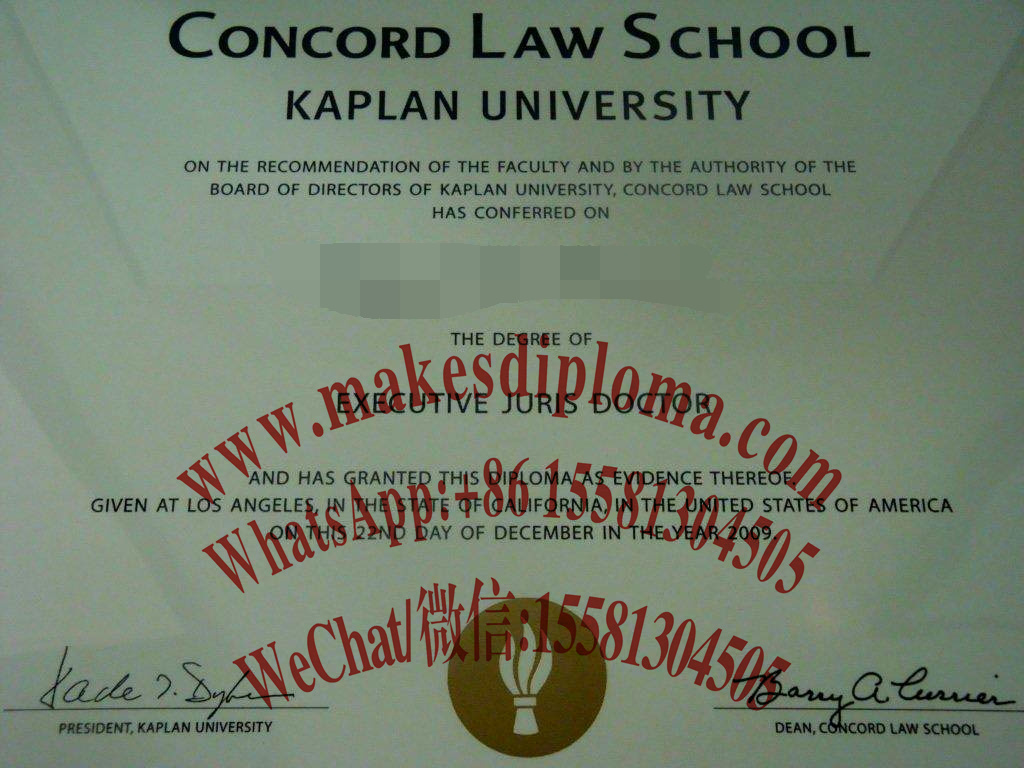 CONCORD LAW SCHOOL
KAPLAN UNIVERSITY
ON THE RECOMMENDATION OF THE FACULTY AND BY THE AUTHORITY OF THE
BOARD OF DIRECTORS OF KAPLAN UNIVERSITY, CONCORD LAW SCHOOL
HAS CONFERRED ON
THE DEGREE OF
www.makesdiploma.com
EXECUTIVE JURIS DOCTOR
AND HAS GRANTED THIS DIPLOMA AS EVIDENCE THEREOF
WhatsApp:+86 15581304505
GIVEN AT LOS ANGELES, IN THE STATE OF CALIFORNIA, IN THE UNITED STATES OF AMERICA
ON THIS 22ND DAY OF DECEMBER IN THE YEAR 2009.
WeChat/微信:15581304505
Barry A Currier
PRESIDENT, KAPLAN UNIVERSITY
DEAN, CONCORD LAW SCHOOL